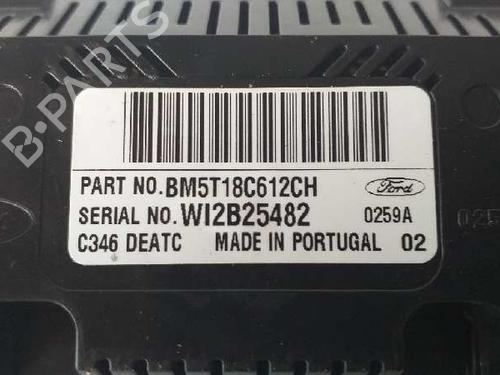 B-PARTS
PART NO. BM5T18C612CH
Ford
SERIAL NO. WI2B25482 0259A
C346 DEATC MADE IN PORTUGAL 02